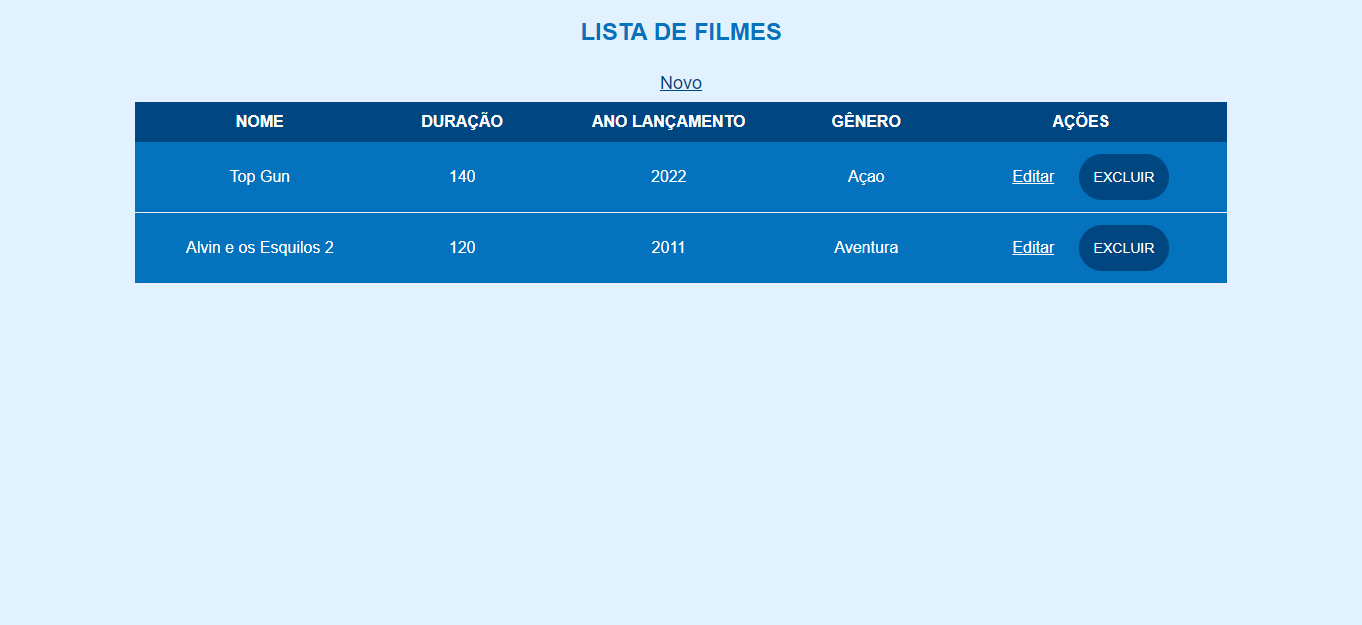 LISTA DE FILMES
Novo
NOME DURAÇÃO ANO LANÇAMENTO GÊNERO AÇÕES
Top Gun 140 2022 Açao Editar EXCLUIR
Alvin e os Esquilos 2 120 2011 Aventura Editar EXCLUIR